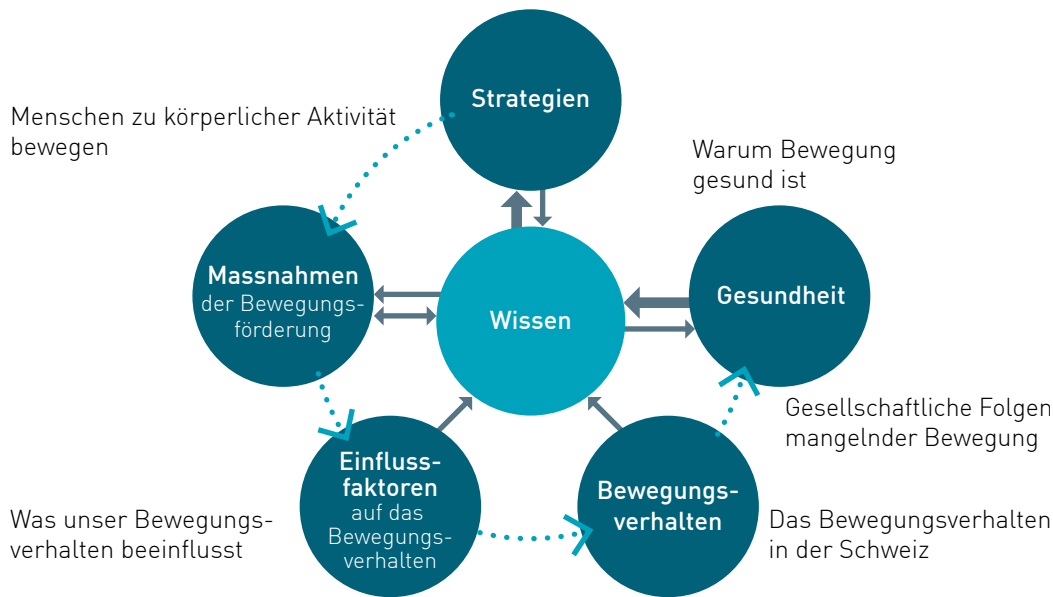 Strategien
Menschen zu körperlicher Aktivität
bewegen
Warum Bewegung
gesund ist
Massnahmen
der Bewegungs-
förderung
Wissen
Gesundheit
Gesellschaftliche Folgen
mangelnder Bewegung
Einfluss-
faktoren
auf das
Bewegungs-
verhalten
Bewegungs-
verhalten
Was unser Bewegungs-
verhalten beeinflusst
Das Bewegungsverhalten
in der Schweiz